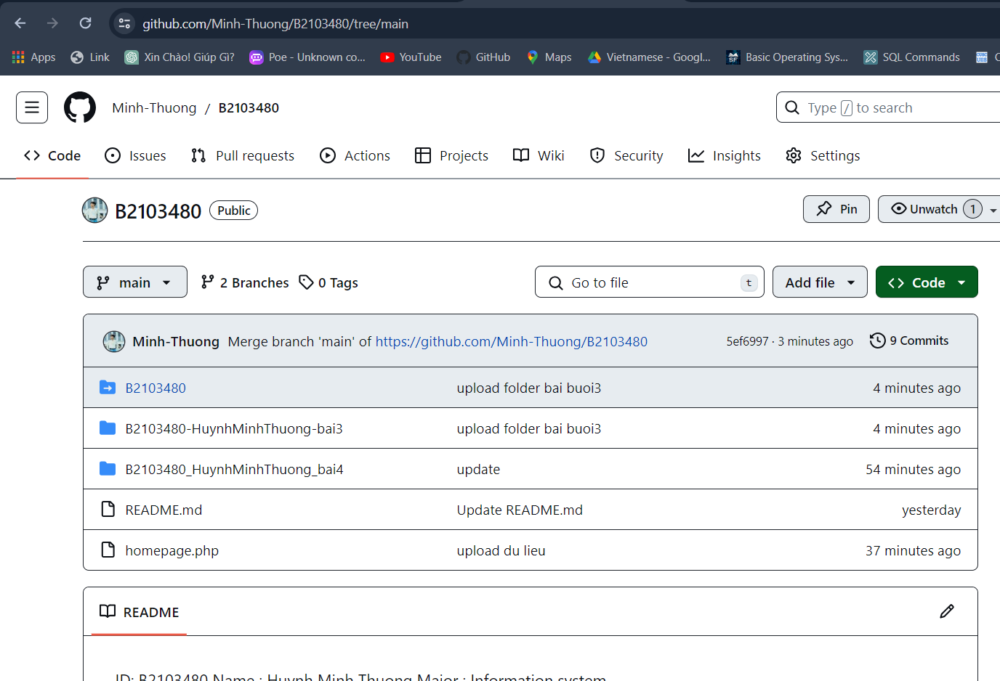 github.com/Minh-Thuong/B2103480/tree/main
Apps Link Xin Chào! Giúp Gì? Poe - Unknown co... YouTube GitHub Maps Vietnamese - Googl... Basic Operating Sys... SQL Commands
Minh-Thuong / B2103480 Type / to search
Code Issues Pull requests Actions Projects Wiki Security Insights Settings
B2103480 Public Pin Unwatch 1
main 2 Branches 0 Tags Go to file t Add file Code
Minh-Thuong Merge branch 'main' of https://github.com/Minh-Thuong/B2103480 5ef6997 · 3 minutes ago 9 Commits
B2103480 upload folder bai buoi3 4 minutes ago
B2103480-HuynhMinhThuong-bai3 upload folder bai buoi3 4 minutes ago
B2103480_HuynhMinhThuong_bai4 update 54 minutes ago
README.md Update README.md yesterday
homepage.php upload du lieu 37 minutes ago
README
ID: B2103480 Name : Huynh Minh Thuong Major : Information system